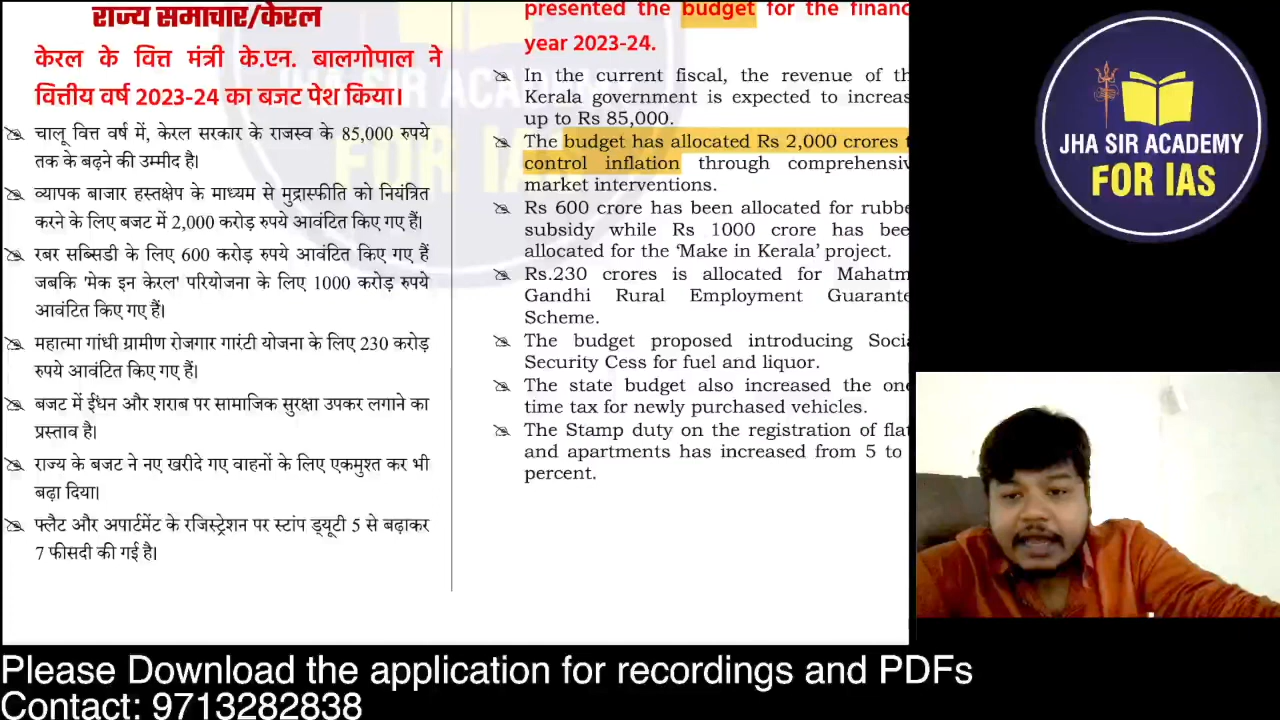 राज्य समाचार/केरल
केरल के वित्त मंत्री के.एन. बालगोपाल ने
वित्तीय वर्ष 2023-24 का बजट पेश किया।
चालू वित्त वर्ष में, केरल सरकार के राजस्व के 85,000 रुपये
तक के बढ़ने की उम्मीद है।
व्यापक बाजार हस्तक्षेप के माध्यम से मुद्रास्फीति को नियंत्रित
करने के लिए बजट में 2,000 करोड़ रुपये आवंटित किए गए हैं।
रबर सब्सिडी के लिए 600 करोड़ रुपये आवंटित किए गए हैं
जबकि 'मेक इन केरल' परियोजना के लिए 1000 करोड़ रुपये
आवंटित किए गए हैं।
महात्मा गांधी ग्रामीण रोजगार गारंटी योजना के लिए 230 करोड़
रुपये आवंटित किए गए हैं।
बजट में ईंधन और शराब पर सामाजिक सुरक्षा उपकर लगाने का
प्रस्ताव है।
राज्य के बजट ने नए खरीदे गए वाहनों के लिए एकमुश्त कर भी
बढ़ा दिया।
फ्लैट और अपार्टमेंट के रजिस्ट्रेशन पर स्टांप ड्यूटी 5 से बढ़ाकर
7 फीसदी की गई है।
presented the budget for the financ
year 2023-24.
In the current fiscal, the revenue of th
Kerala government is expected to increas
up to Rs 85,000.
The budget has allocated Rs 2,000 crores t
control inflation through comprehensiv
market interventions.
Rs 600 crore has been allocated for rubbe
subsidy while Rs 1000 crore has bee
allocated for the ‘Make in Kerala’ project.
Rs.230 crores is allocated for Mahatm
Gandhi Rural Employment Guarante
Scheme.
The budget proposed introducing Socia
Security Cess for fuel and liquor.
The state budget also increased the one
time tax for newly purchased vehicles.
The Stamp duty on the registration of flat
and apartments has increased from 5 to
percent.
JHA SIR ACADEMY
FOR IAS
JHA SIR ACADEMY
FOR IAS
Please Download the application for recordings and PDFs
Contact: 9713282838